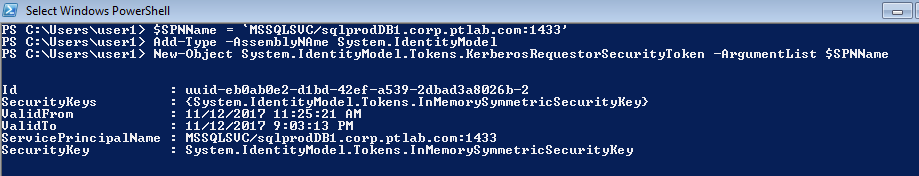 Select Windows PowerShell
PS C:\Users\user1> $SPNName = `MSSQLSVC/sqlprodDB1.corp.ptlab.com:1433’
PS C:\Users\user1> Add-Type -AssemblyNAme System.IdentityModel
PS C:\Users\user1> New-Object System.IdentityModel.Tokens.KerberosRequestorSecurityToken -ArgumentList $SPNName
Id : uuid-eb0ab0e2-d1bd-42ef-a539-2dbad3a8026b-2
SecurityKeys : {System.IdentityModel.Tokens.InMemorySymmetricSecurityKey}
ValidFrom : 11/12/2017 11:25:21 AM
ValidTo : 11/12/2017 9:03:13 PM
ServicePrincipalName : MSSQLSVC/sqlprodDB1.corp.ptlab.com:1433
SecurityKey : System.IdentityModel.Tokens.InMemorySymmetricSecurityKey